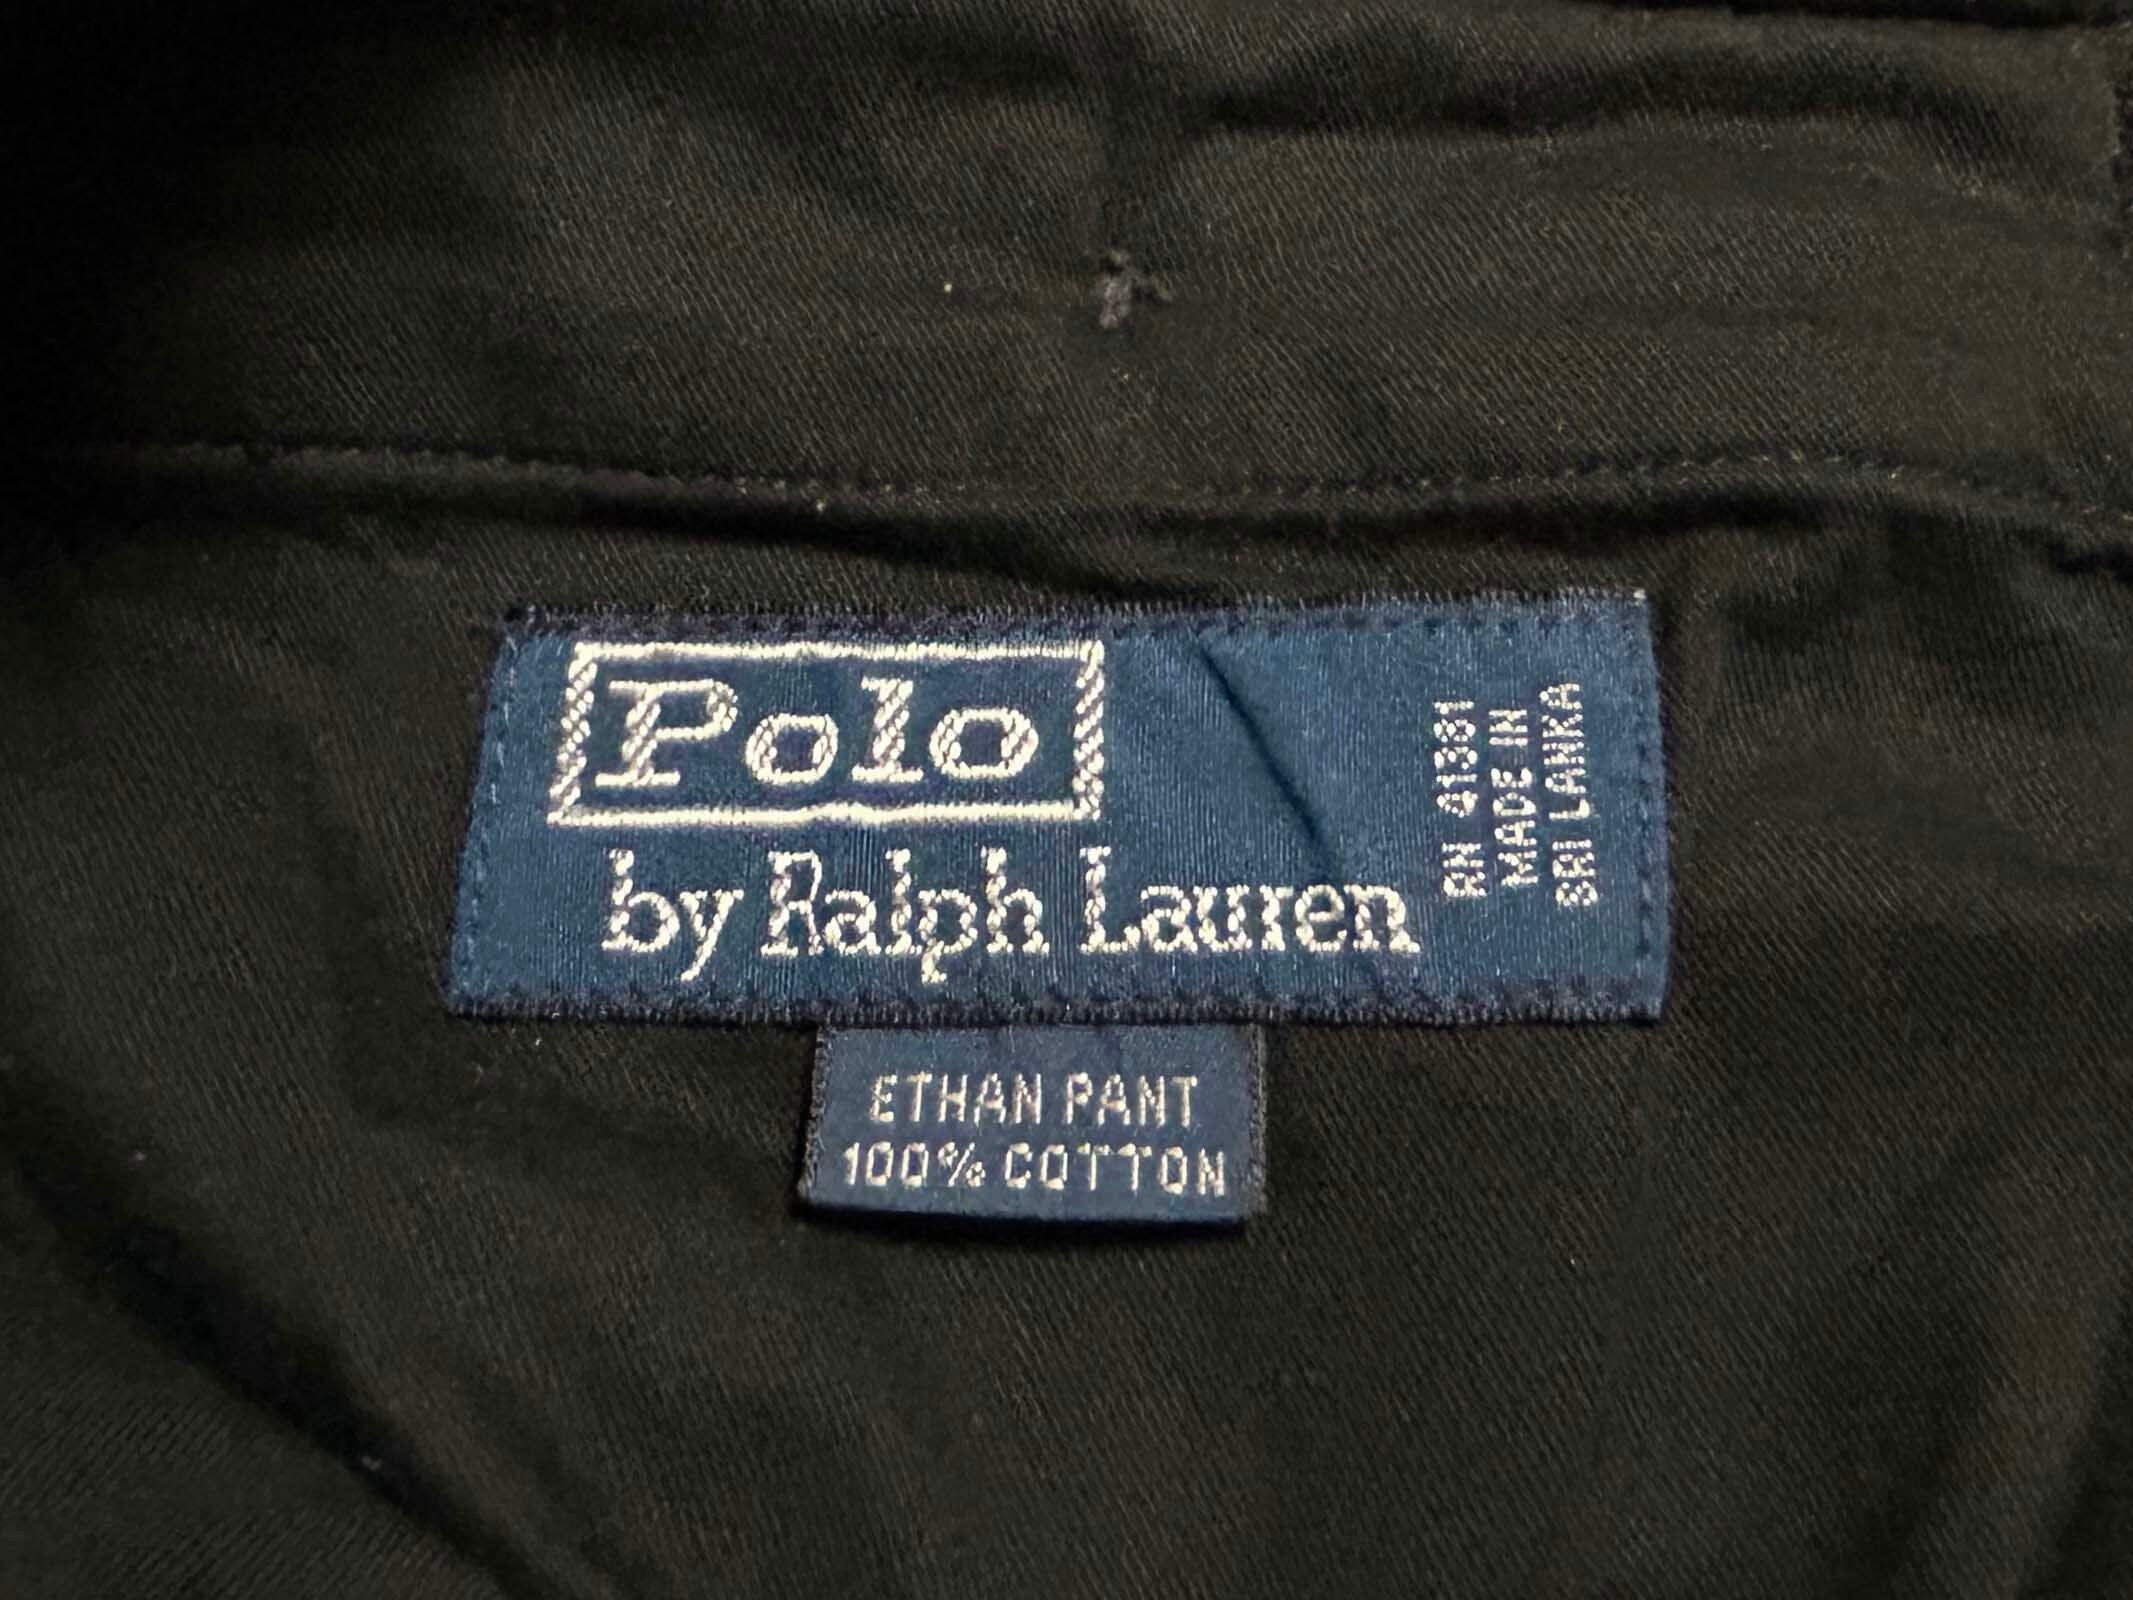 Polo
by Ralph Lauren
RN 41381
MADE IN
SRI LANKA
ETHAN PANT
100% COTTON